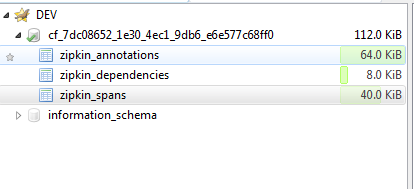 DEV
cf_7dc08652_1e30_4ec1_9db6_e6e577c68ff0 112.0 KiB
zipkin_annotations 64.0 KiB
zipkin_dependencies 8.0 KiB
zipkin_spans 40.0 KiB
information_schema